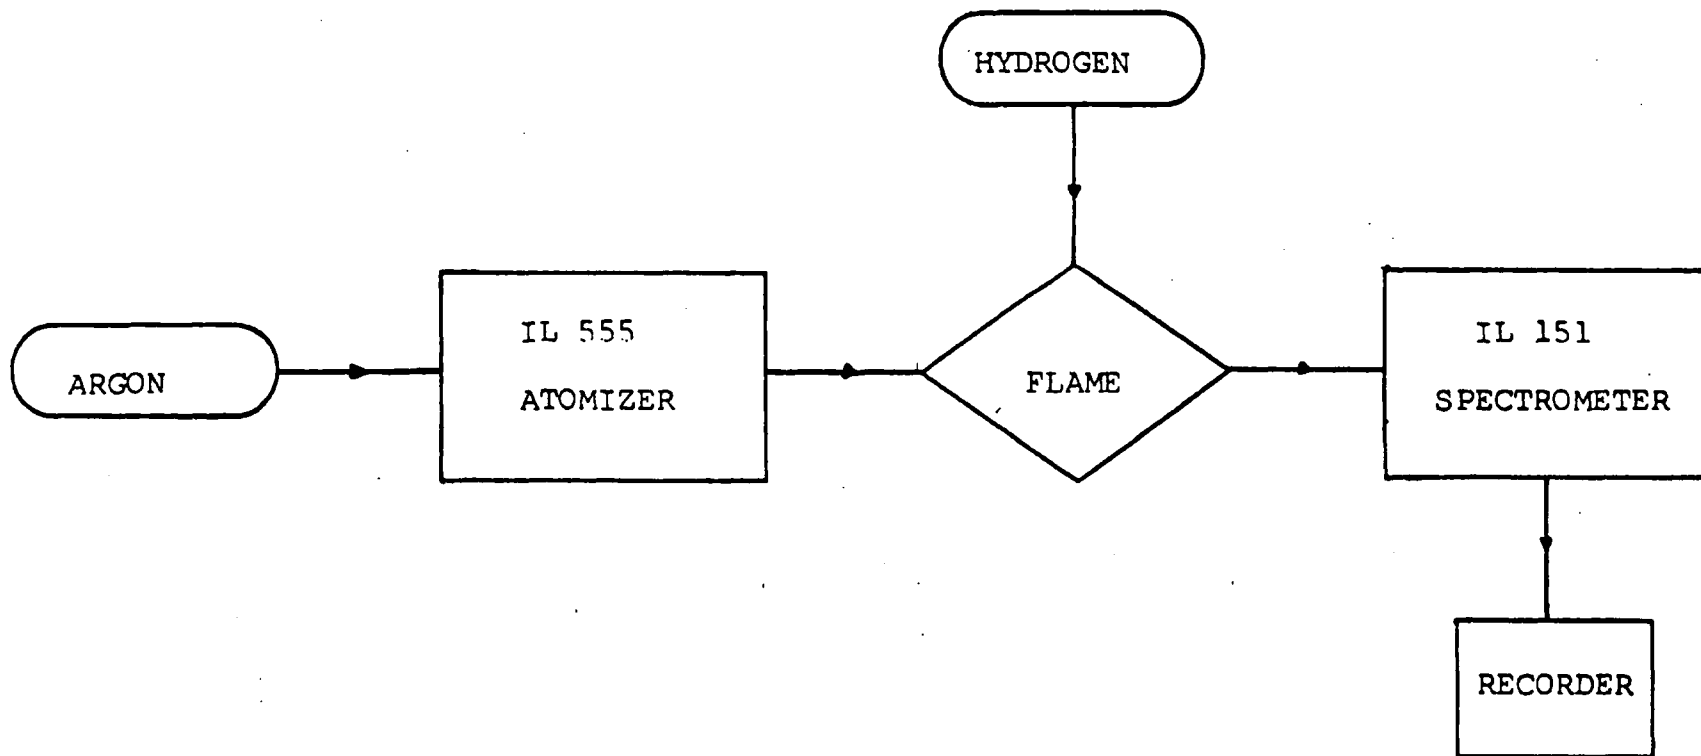 HYDROGEN
ARGON
IL 555
ATOMIZER
FLAME
IL 151
SPECTROMETER
RECORDER